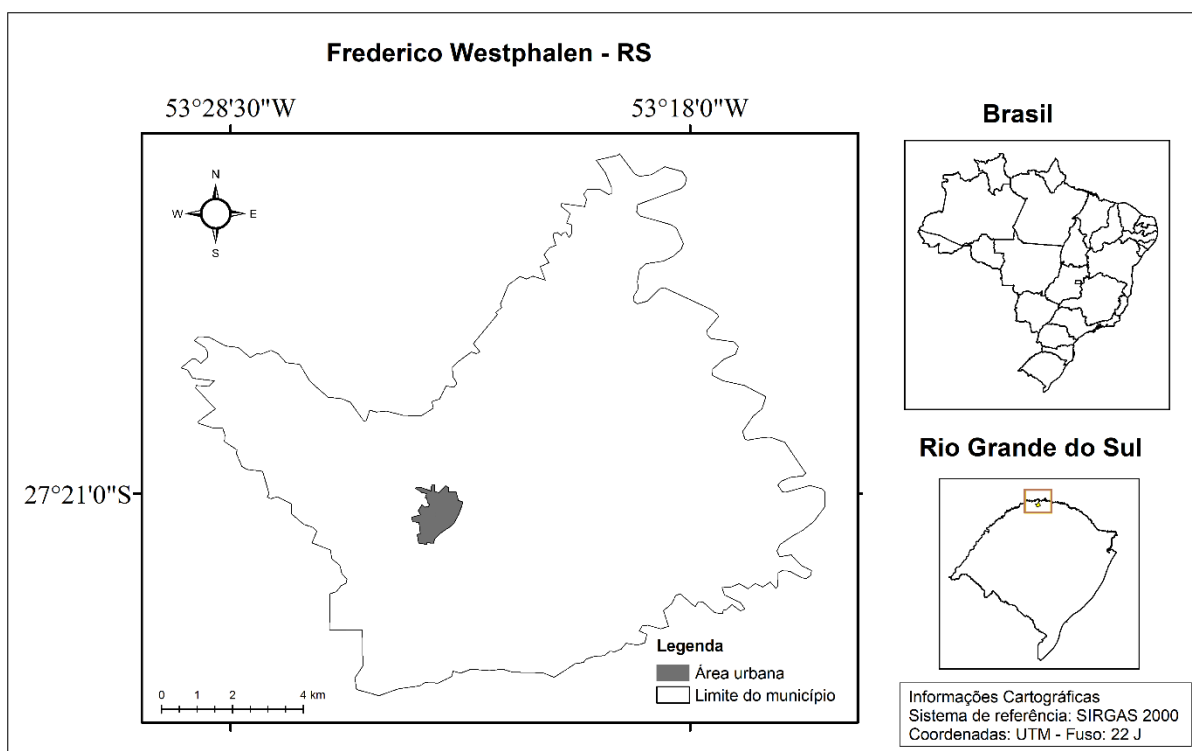 Frederico Westphalen - RS
53°28'30"W
53°18'0"W
N
W
E
S
27°21'0"S
Legenda
Área urbana
Limite do município
0 1 2 4 km
Brasil
Rio Grande do Sul
Informações Cartográficas
Sistema de referência: SIRGAS 2000
Coordenadas: UTM - Fuso: 22 J